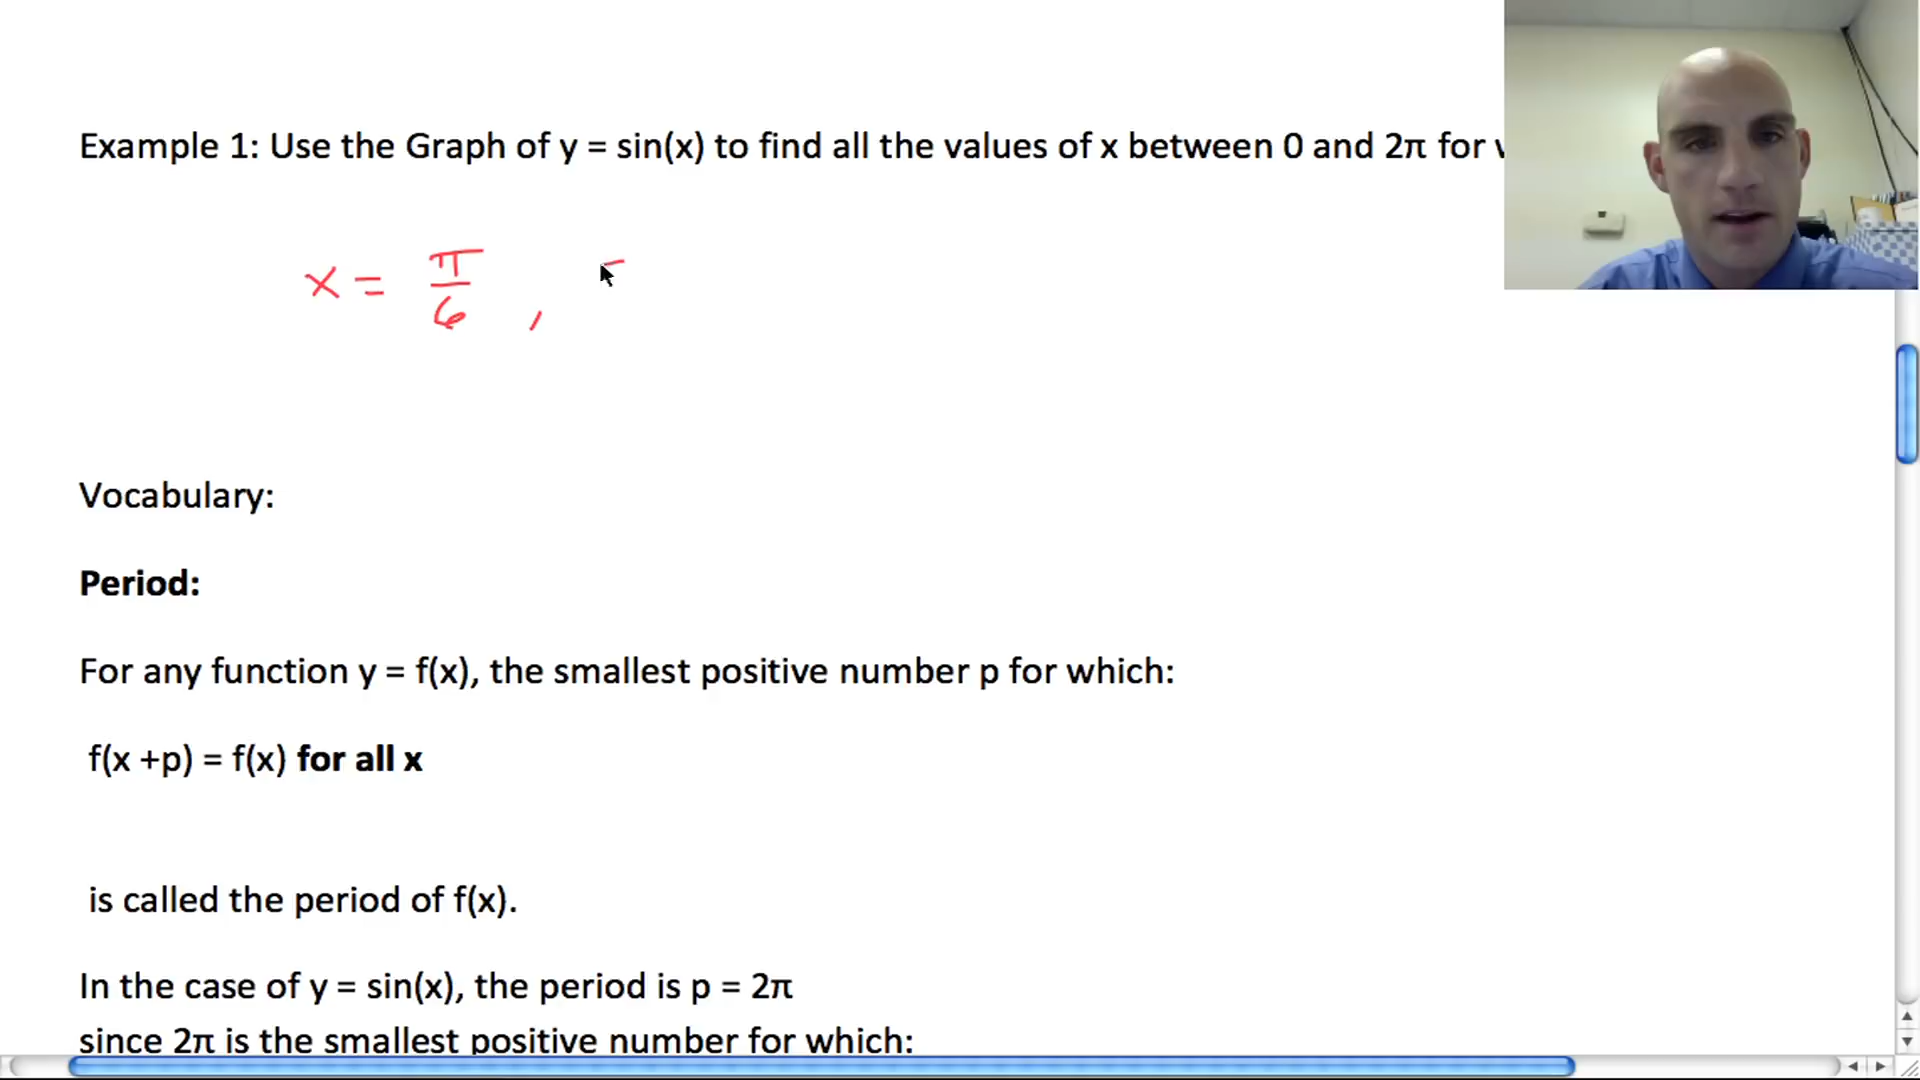 Example 1: Use the Graph of y = sin(x) to find all the values of x between 0 and 2π for
x = π/6 ,
Vocabulary:
Period:
For any function y = f(x), the smallest positive number p for which:
f(x +p) = f(x) for all x
is called the period of f(x).
In the case of y = sin(x), the period is p = 2π
since 2π is the smallest positive number for which: